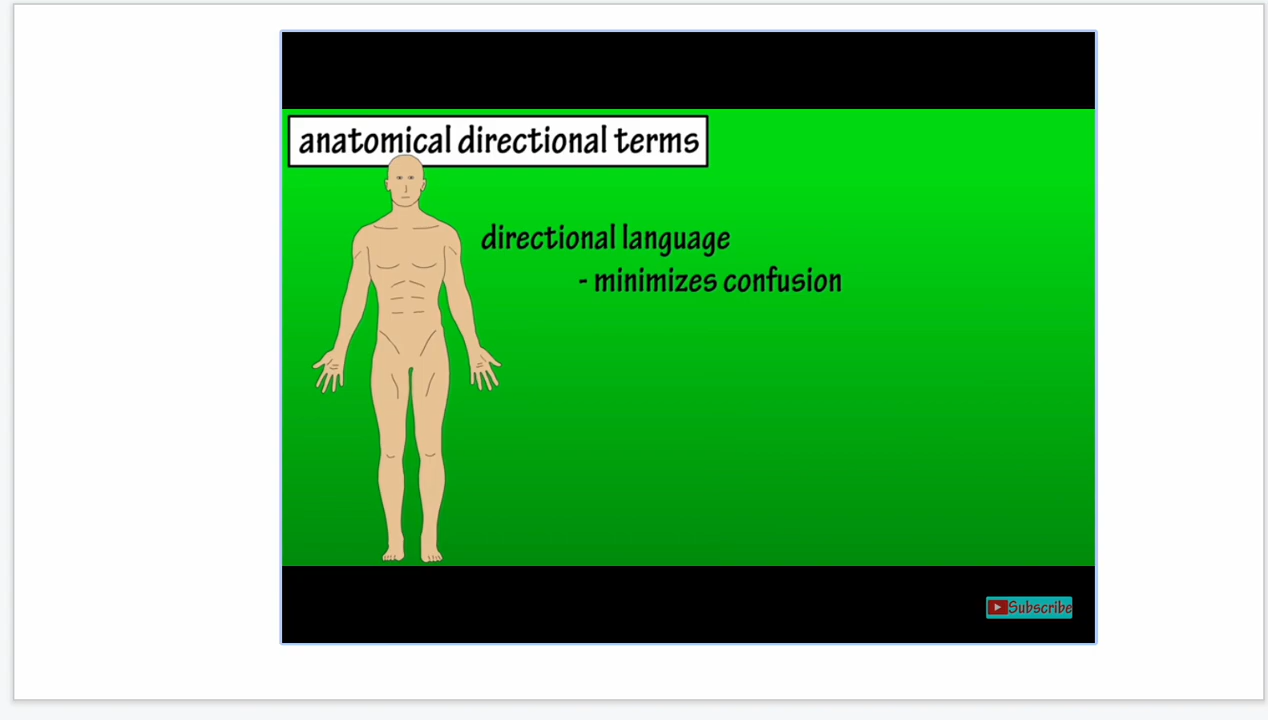 anatomical directional terms
directional language
- minimizes confusion
Subscribe